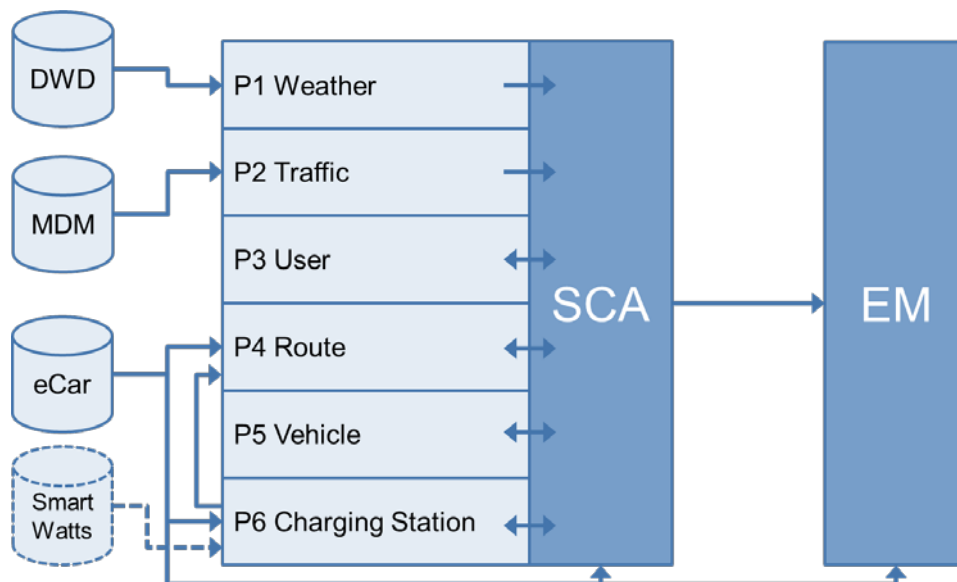 DWD
MDM
eCar
Smart
Watts
P1 Weather
P2 Traffic
P3 User
P4 Route
P5 Vehicle
P6 Charging Station
SCA
EM